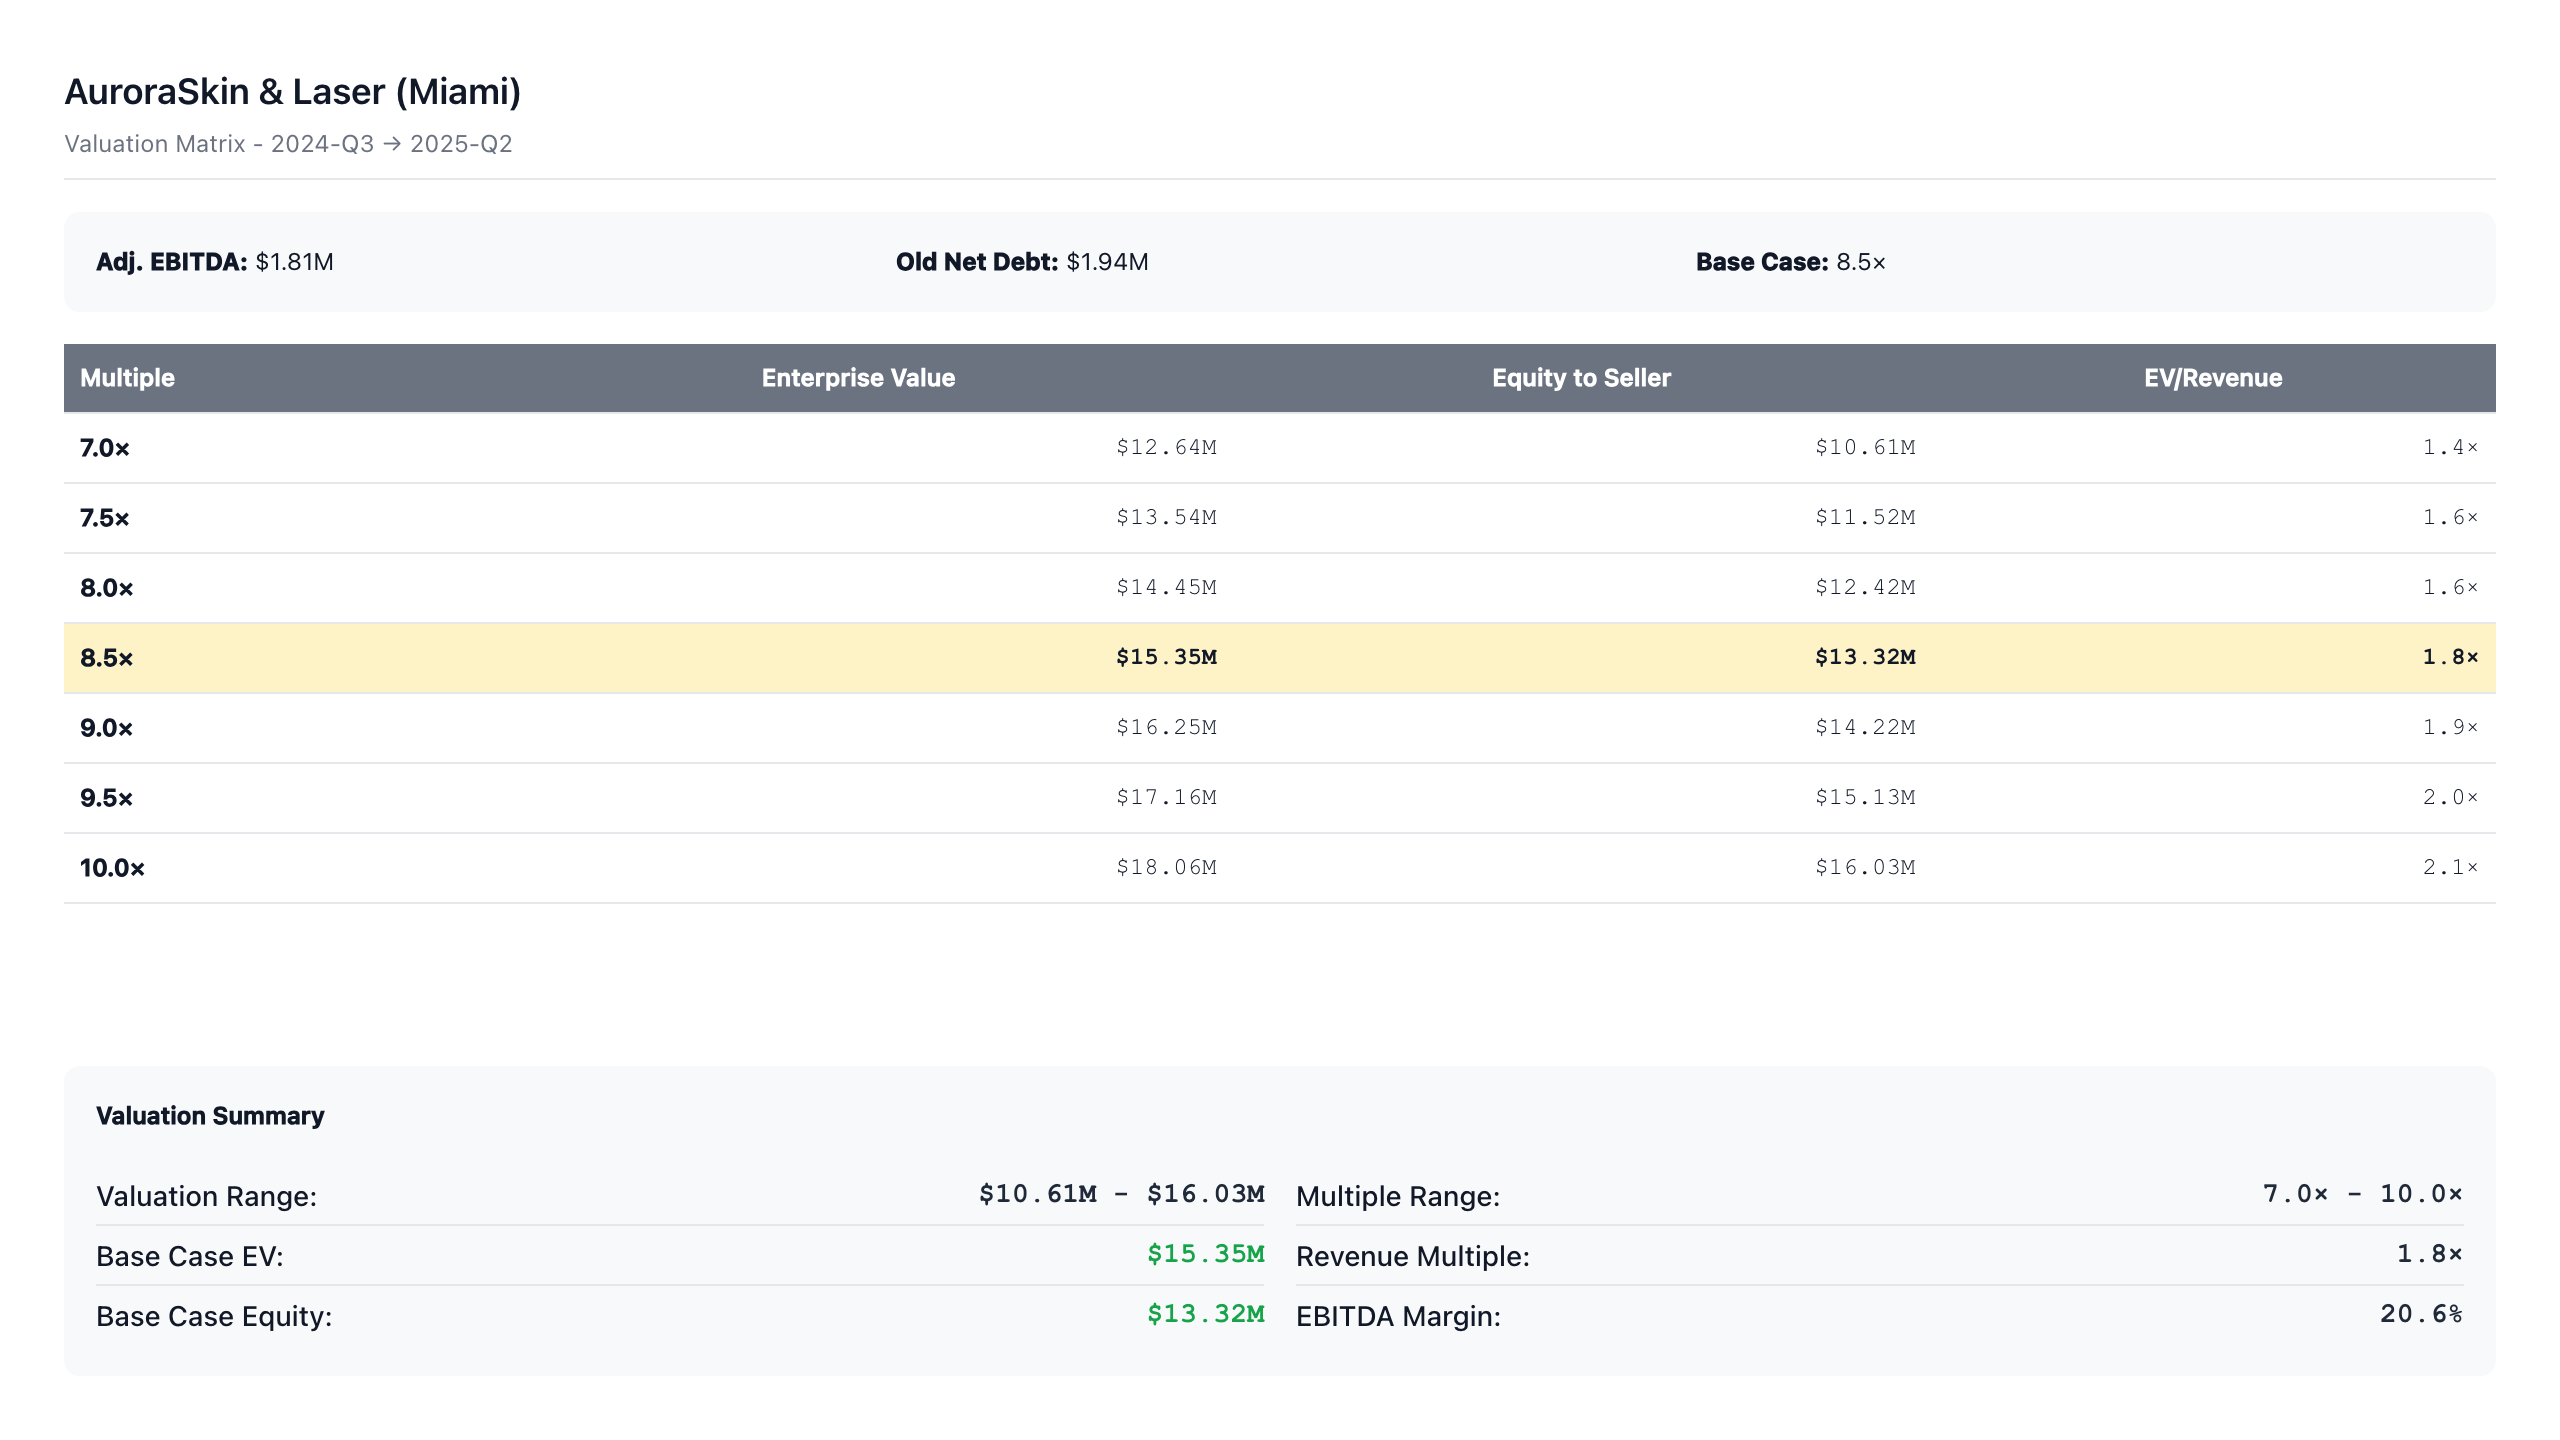 AuroraSkin & Laser (Miami)
Valuation Matrix - 2024-Q3 → 2025-Q2
Adj. EBITDA: $1.81M Old Net Debt: $1.94M Base Case: 8.5×
Multiple Enterprise Value Equity to Seller EV/Revenue
7.0× $12.64M $10.61M 1.4×
7.5× $13.54M $11.52M 1.6×
8.0× $14.45M $12.42M 1.6×
8.5× $15.35M $13.32M 1.8×
9.0× $16.25M $14.22M 1.9×
9.5× $17.16M $15.13M 2.0×
10.0× $18.06M $16.03M 2.1×
Valuation Summary
Valuation Range: $10.61M – $16.03M Multiple Range: 7.0× – 10.0×
Base Case EV: $15.35M Revenue Multiple: 1.8×
Base Case Equity: $13.32M EBITDA Margin: 20.6%